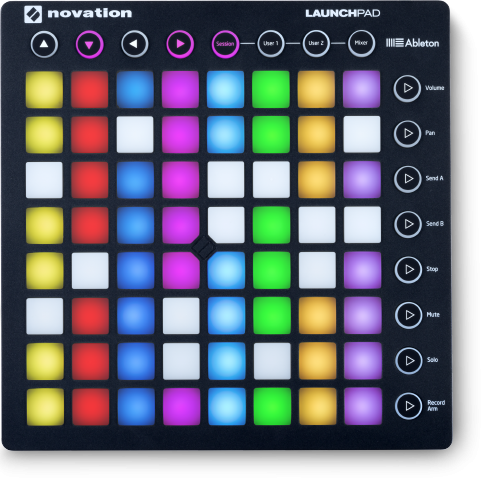 novation
LAUNCHPAD
Session
User 1
User 2
Mixer
Ableton
Volume
Pan
Send A
Send B
Stop
Mute
Solo
Record
Arm